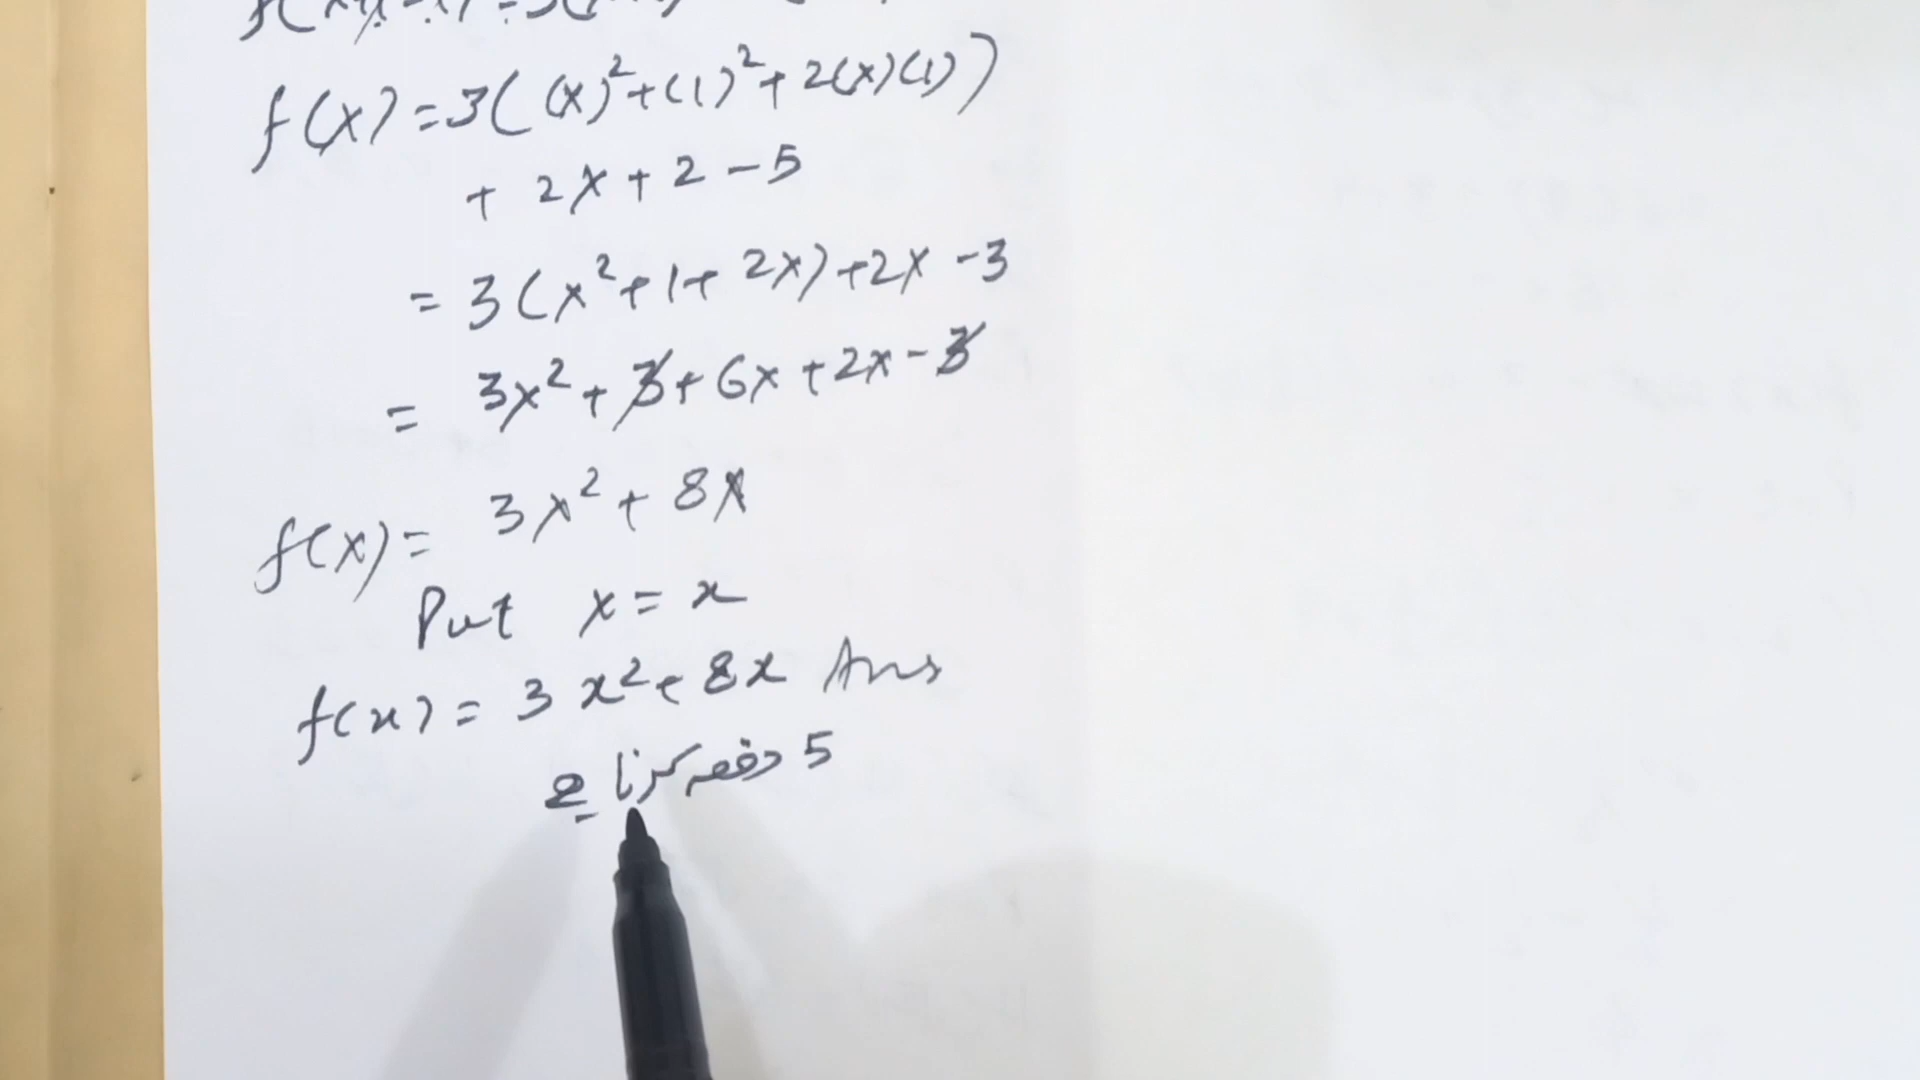 f(X) = 3((X)² + (1)² + 2(X)(1))
+ 2X + 2 - 5
= 3(X² + 1 + 2X) + 2X - 3
= 3X² + 3 + 6X + 2X - 3
f(X) = 3X² + 8X
Put X = x
f(x) = 3x² + 8x Ans
5 دفعہ کرنا ہے